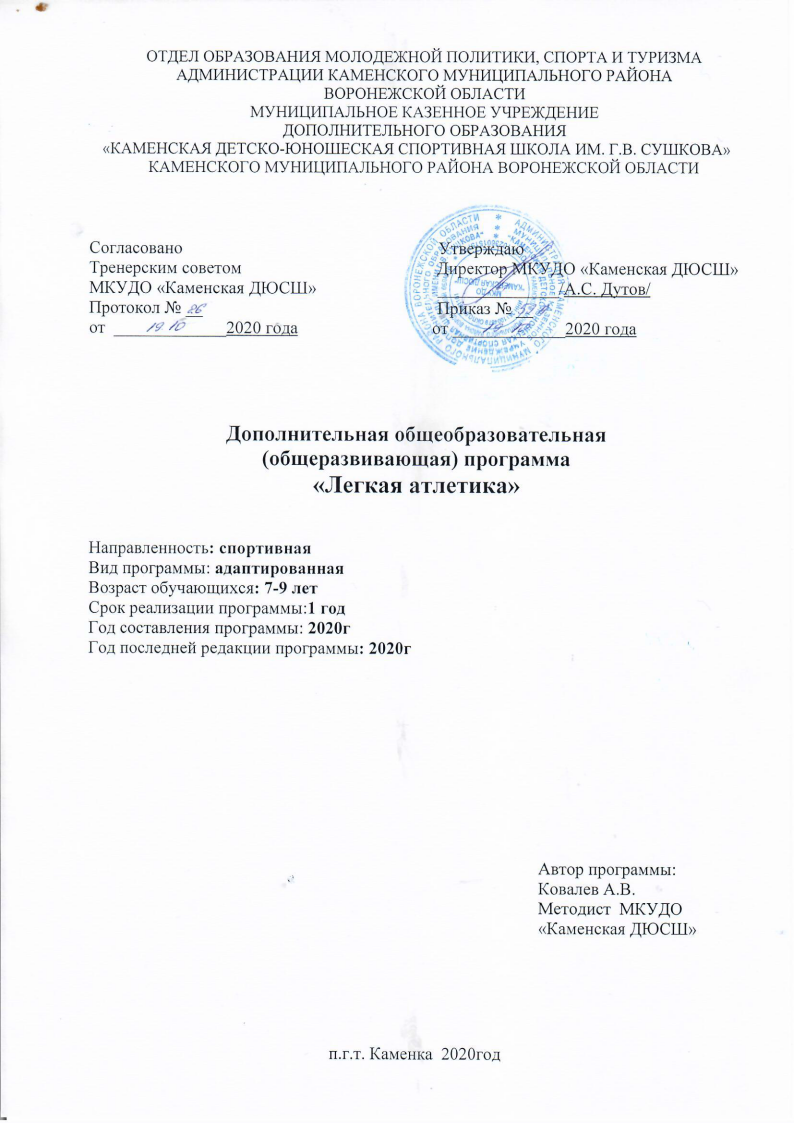 ОТДЕЛ ОБРАЗОВАНИЯ МОЛОДЕЖНОЙ ПОЛИТИКИ, СПОРТА И ТУРИЗМА
АДМИНИСТРАЦИИ КАМЕНСКОГО МУНИЦИПАЛЬНОГО РАЙОНА
ВОРОНЕЖСКОЙ ОБЛАСТИ
МУНИЦИПАЛЬНОЕ КАЗЕННОЕ УЧРЕЖДЕНИЕ
ДОПОЛНИТЕЛЬНОГО ОБРАЗОВАНИЯ
«КАМЕНСКАЯ ДЕТСКО-ЮНОШЕСКАЯ СПОРТИВНАЯ ШКОЛА ИМ. Г.В. СУШКОВА»
КАМЕНСКОГО МУНИЦИПАЛЬНОГО РАЙОНА ВОРОНЕЖСКОЙ ОБЛАСТИ
Согласовано
Тренерским советом
МКУДО «Каменская ДЮСШ»
Протокол № 26
от 19 10 2020 года
Утверждаю
Директор МКУДО «Каменская ДЮСШ»
/А.С. Дутов/
Приказ №
от 2020 года
Дополнительная общеобразовательная
(общеразвивающая) программа
«Легкая атлетика»
Направленность: спортивная
Вид программы: адаптированная
Возраст обучающихся: 7-9 лет
Срок реализации программы:1 год
Год составления программы: 2020г
Год последней редакции программы: 2020г
Автор программы:
Ковалев А.В.
Методист МКУДО
«Каменская ДЮСШ»
п.г.т. Каменка 2020год